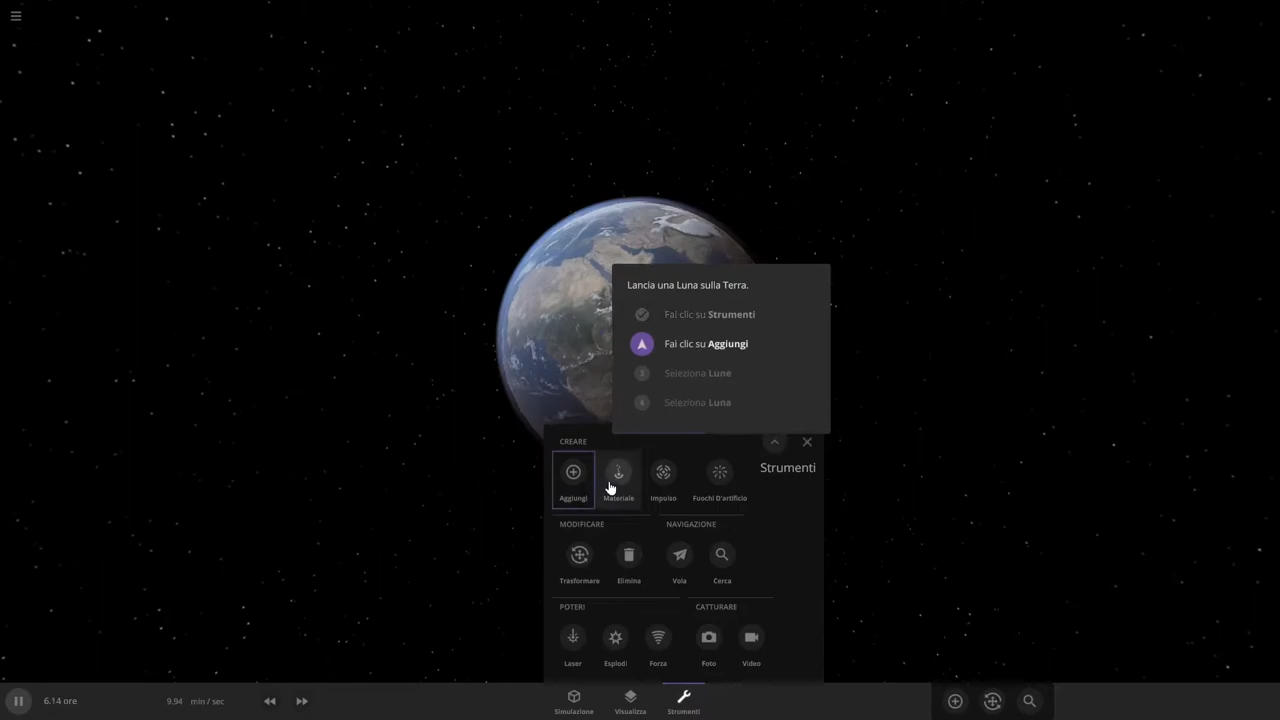 Lancia una Luna sulla Terra.
Fai clic su Strumenti
Fai clic su Aggiungi
3 Seleziona Lune
4 Seleziona Luna
CREARE
Strumenti
Aggiungi Materiale Impulso Fuochi D'artificio
MODIFICARE NAVIGAZIONE
Trasformare Elimina Vola Cerca
POTERI CATTURARE
Laser Esplodi Forza Foto Video
6.14 ore 9.94 min / sec
Simulazione Visualizza Strumenti